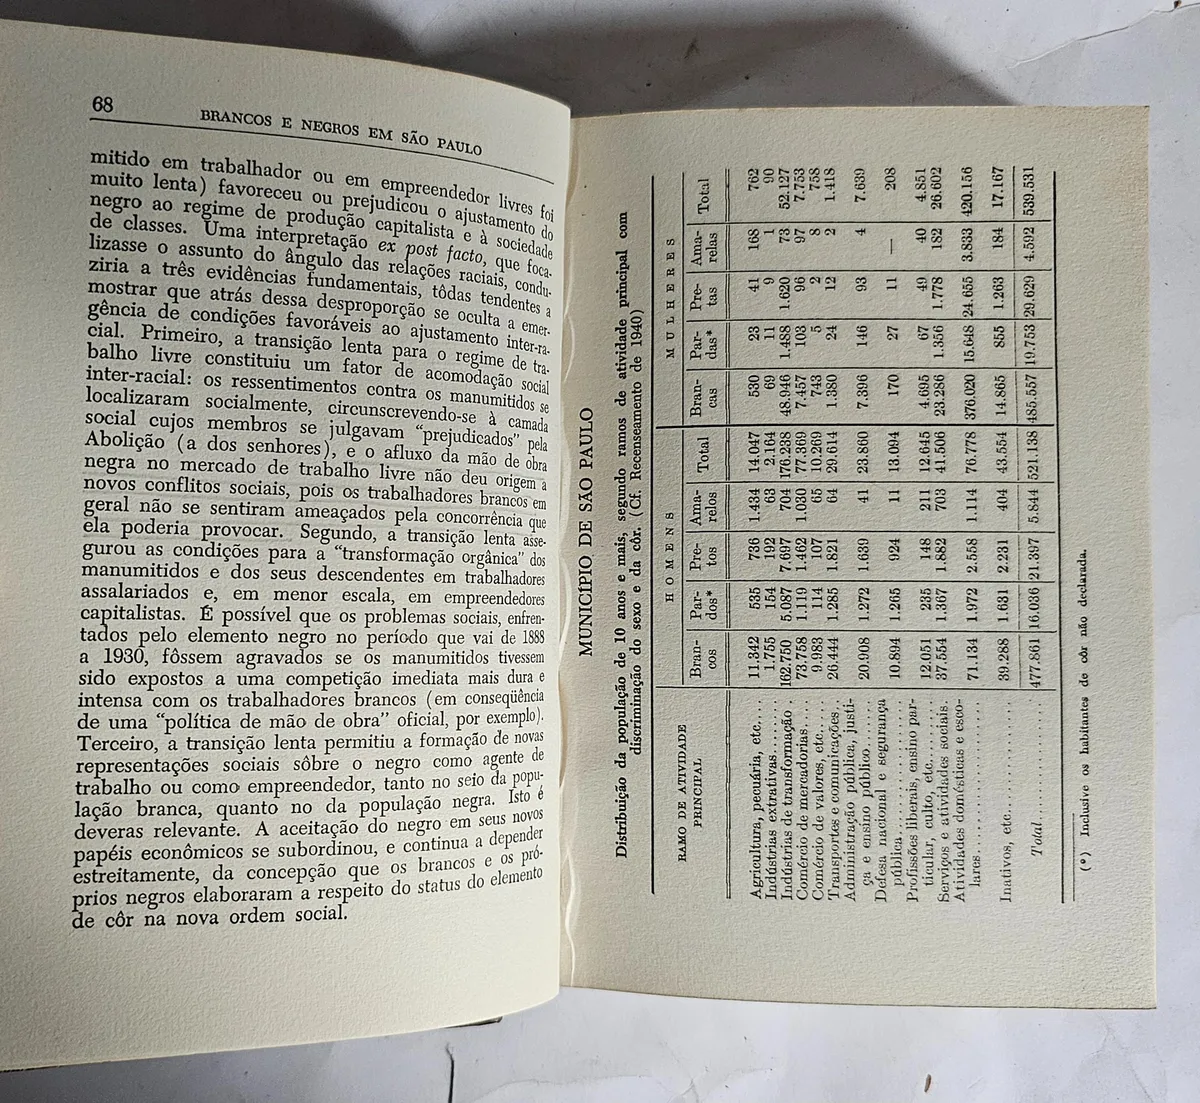 68
BRANCOS E NEGROS EM SÃO PAULO
mitido em trabalhador ou em empreendedor livres foi
muito lenta) favoreceu ou prejudicou o ajustamento do
negro ao regime de produção capitalista e à sociedade
de classes. Uma interpretação ex post facto, que foca-
lizasse o assunto do ângulo das relações raciais, condu-
ziria a três evidências fundamentais, tôdas tendentes a
mostrar que atrás dessa desproporção se oculta a emer-
gência de condições favoráveis ao ajustamento inter-ra-
cial. Primeiro, a transição lenta para o regime de tra-
balho livre constituiu um fator de acomodação social
inter-racial: os ressentimentos contra os manumitidos se
localizaram socialmente, circunscrevendo-se à camada
social cujos membros se julgavam "prejudicados" pela
Abolição (a dos senhores), e o afluxo da mão de obra
negra no mercado de trabalho livre não deu origem a
novos conflitos sociais, pois os trabalhadores brancos em
geral não se sentiram ameaçados pela concorrência que
ela poderia provocar. Segundo, a transição lenta asse-
gurou as condições para a "transformação orgânica" dos
manumitidos e dos seus descendentes em trabalhadores
assalariados e, em menor escala, em empreendedores
capitalistas. É possível que os problemas sociais, enfren-
tados pelo elemento negro no período que vai de 1888
a 1930, fôssem agravados se os manumitidos tivessem
sido expostos a uma competição imediata mais dura e
intensa com os trabalhadores brancos (em conseqüência
de uma "política de mão de obra" oficial, por exemplo).
Terceiro, a transição lenta permitiu a formação de novas
representações sociais sôbre o negro como agente de
trabalho ou como empreendedor, tanto no seio da popu-
lação branca, quanto no da população negra. Isto é
deveras relevante. A aceitação do negro em seus novos
papéis econômicos se subordinou, e continua a depender
estreitamente, da concepção que os brancos e os pró-
prios negros elaboraram a respeito do status do elemento
de côr na nova ordem social.
MUNICÍPIO DE SÃO PAULO
Distribuição da população de 10 anos e mais, segundo ramos de atividade principal com
discriminação do sexo e da côr. (Cf. Recenseamento de 1940)
RAMO DE ATIVIDADE PRINCIPAL HOMENS MULHERES
Bran-cos Par-dos* Pre-tos Ama-relos Total Bran-cas Par-das* Pre-tas Ama-relas Total
Agricultura, pecuária, etc.... 11.342 535 736 1.434 14.047 530 23 41 168 762
Indústrias extrativas........ 1.755 154 192 63 2.164 69 11 9 1 90
Indústrias de transformação . 162.750 5.087 7.697 704 176.238 48.946 1.488 1.620 73 52.127
Comércio de mercadorias..... 73.758 1.119 1.462 1.030 77.369 7.457 103 96 97 7.753
Comércio de valores, etc..... 9.983 114 107 65 10.269 743 5 2 8 758
Transportes e comunicações.. 26.444 1.285 1.821 64 29.614 1.380 24 12 2 1.418
Administração pública, justi-
ça e ensino público....... 20.908 1.272 1.639 41 23.860 7.396 146 93 4 7.639
Defesa nacional e segurança
pública.................. 10.894 1.265 924 11 13.094 170 27 11 — 208
Profissões liberais, ensino par-
ticular, culto, etc......... 12.051 235 148 211 12.645 4.695 67 49 40 4.851
Serviços e atividades sociais. 37.554 1.367 1.882 703 41.506 23.286 1.356 1.778 182 26.602
Atividades domésticas e esco-
lares..................... 71.134 1.972 2.558 1.114 76.778 376.020 15.648 24.655 3.833 420.156
Inativos, etc............... 39.288 1.631 2.231 404 43.554 14.865 855 1.263 184 17.167
Total............. 477.861 16.036 21.397 5.844 521.138 485.557 19.753 29.629 4.592 539.531
(*) Inclusive os habitantes de côr não declarada.